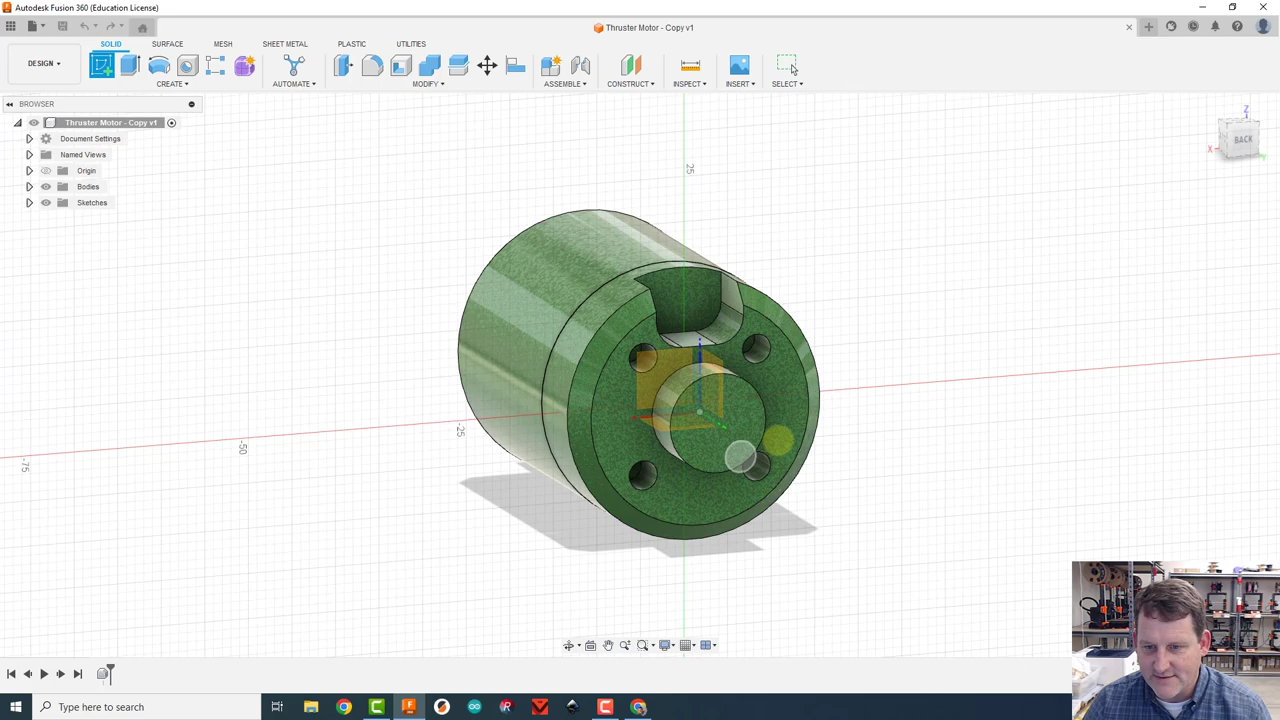 Autodesk Fusion 360 (Education License)
Thruster Motor - Copy v1
DESIGN
SOLID
SURFACE
MESH
SHEET METAL
PLASTIC
UTILITIES
CREATE
AUTOMATE
MODIFY
ASSEMBLE
CONSTRUCT
INSPECT
INSERT
SELECT
BROWSER
Thruster Motor - Copy v1
Document Settings
Named Views
Origin
Bodies
Sketches
25
-25
-50
-75
Z
X
BACK
Type here to search